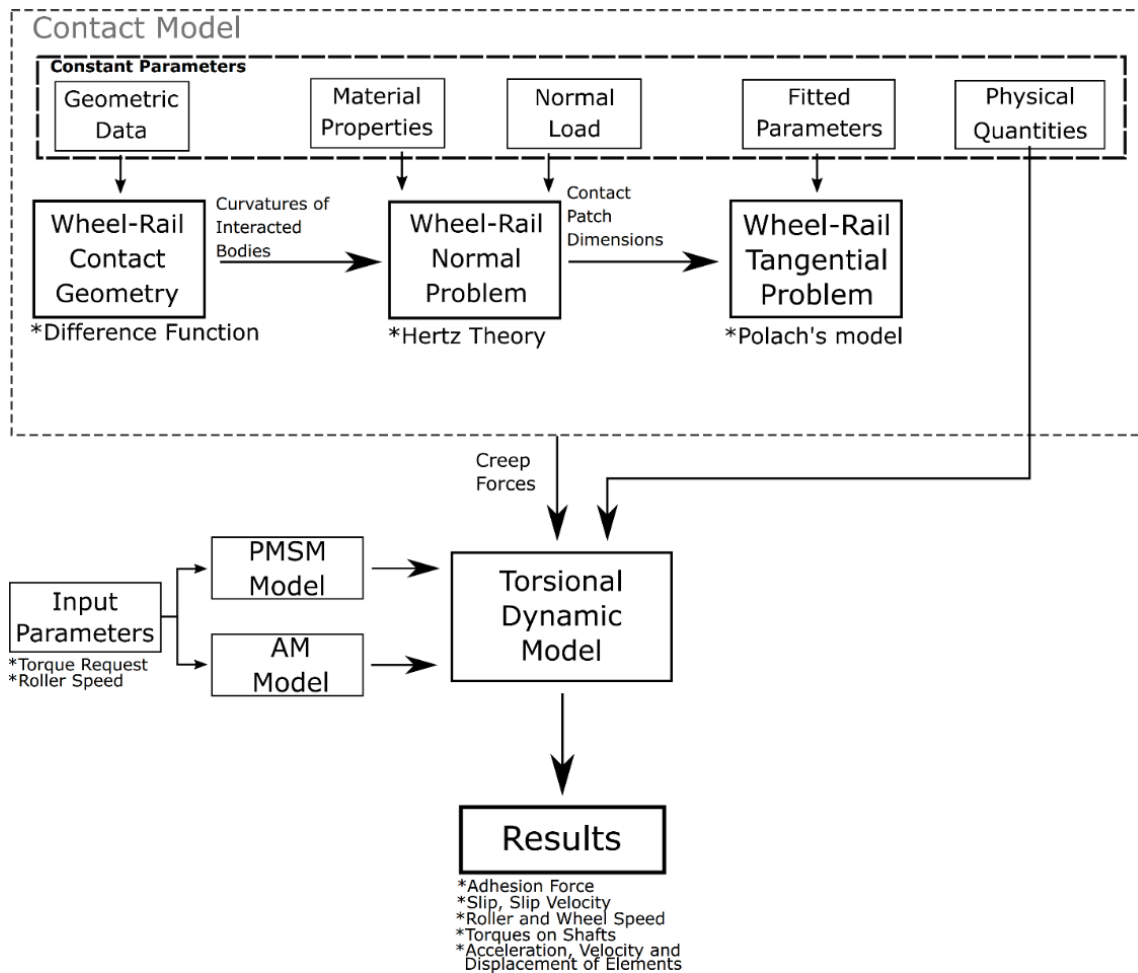 Contact Model
Constant Parameters
Geometric
Data
Material
Properties
Normal
Load
Fitted
Parameters
Physical
Quantities
Wheel-Rail
Contact
Geometry
*Difference Function
Curvatures of
Interacted
Bodies
Wheel-Rail
Normal
Problem
*Hertz Theory
Contact
Patch
Dimensions
Wheel-Rail
Tangential
Problem
*Polach's model
Creep
Forces
Input
Parameters
*Torque Request
*Roller Speed
PMSM
Model
AM
Model
Torsional
Dynamic
Model
Results
*Adhesion Force
*Slip, Slip Velocity
*Roller and Wheel Speed
*Torques on Shafts
*Acceleration, Velocity and
Displacement of Elements